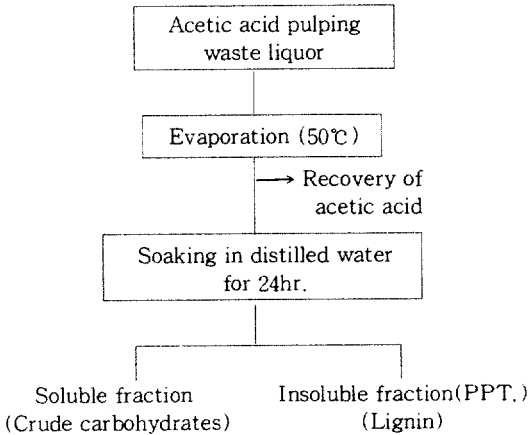 Acetic acid pulping
waste liquor
Evaporation (50℃)
Recovery of
acetic acid
Soaking in distilled water
for 24hr.
Soluble fraction
(Crude carbohydrates)
Insoluble fraction(PPT.)
(Lignin)